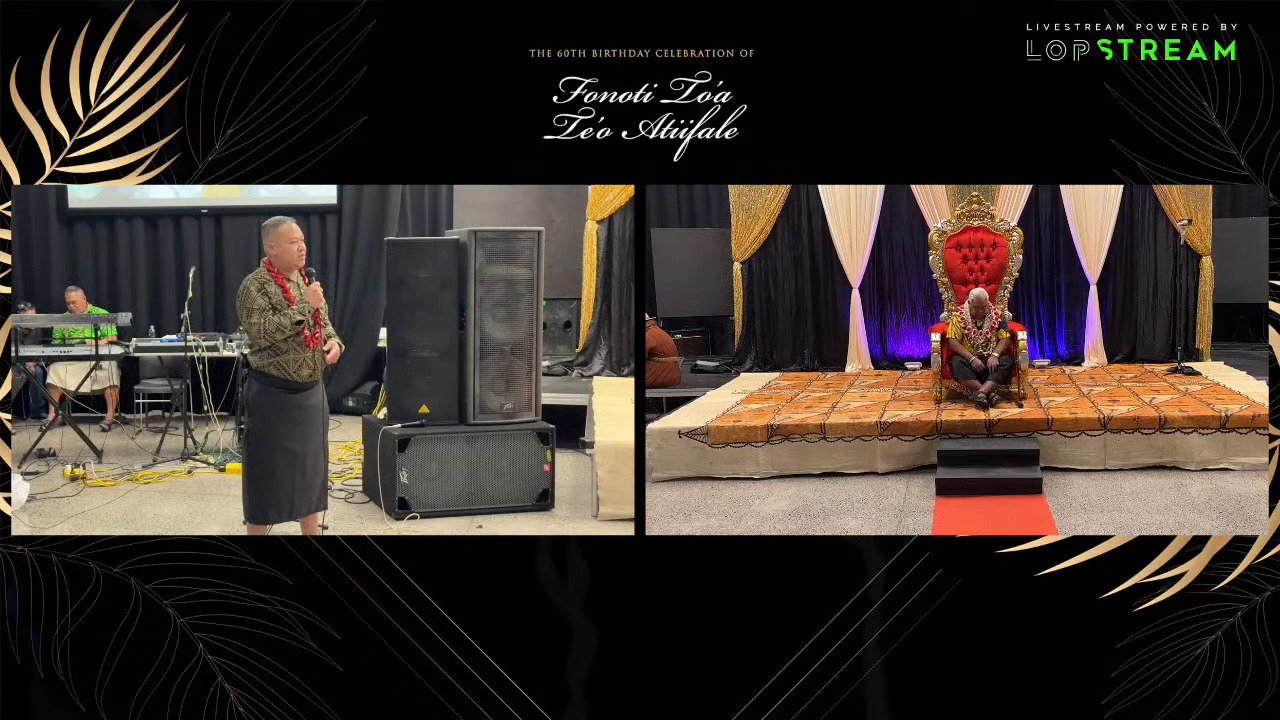 LIVESTREAM POWERED BY
LOPSTREAM
THE 60TH BIRTHDAY CELEBRATION OF
Fonoti To'a
Te'o Atiifale